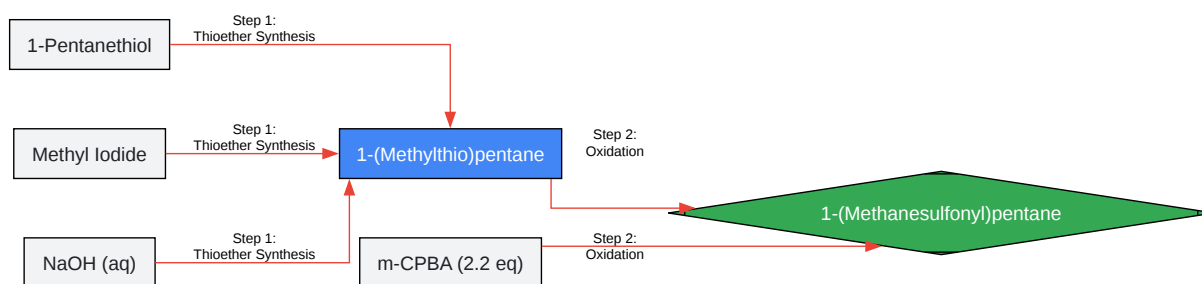 Step 1:
Thioether Synthesis
1-Pentanethiol
Step 1:
Thioether Synthesis
Methyl Iodide
1-(Methylthio)pentane
Step 2:
Oxidation
1-(Methanesulfonyl)pentane
Step 1:
Thioether Synthesis
NaOH (aq)
m-CPBA (2.2 eq)
Step 2:
Oxidation